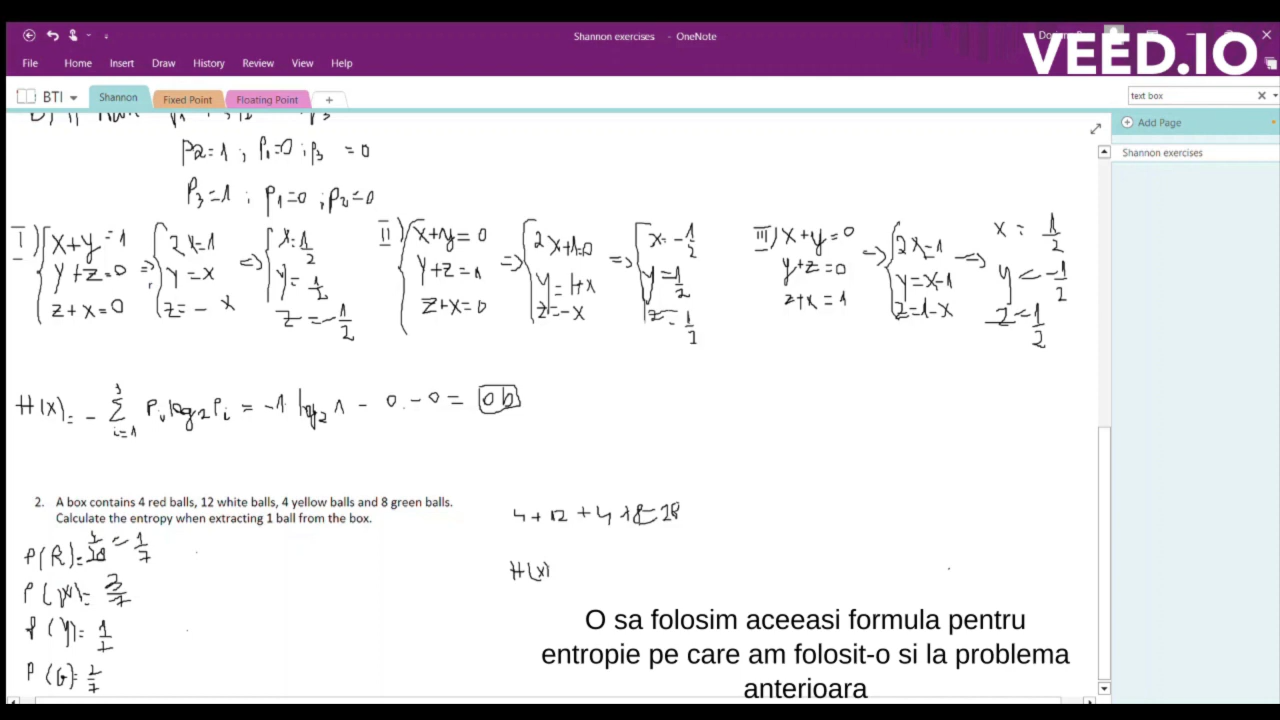 Shannon exercises - OneNote
VEED.IO
File Home Insert Draw History Review View Help
BTI Shannon Fixed Point Floating Point +
text box
Add Page
Shannon exercises
P2=1 ; P1=0 ; P3 = 0
P3=1 ; P1=0 ; P2=0
I) x+y=1 => 2x=1 => x=1/2 II) x+y=0 => 2x+1=0 => x=-1/2 III) x+y=0 => 2x=1 => x=1/2
y+z=0 y=x y=1/2 y+z=1 y=1+x y=1/2 y+z=0 y=x-1 y=-1/2
z+x=0 z=-x z=-1/2 z+x=0 z=-x z=1/2 z+x=1 z=1-x z=1/2
H(x)= - ∑ i=1 3 Pi log2 Pi = -1 log2 1 - 0 - 0 = 0b
2. A box contains 4 red balls, 12 white balls, 4 yellow balls and 8 green balls.
Calculate the entropy when extracting 1 ball from the box.
4+12+4+8=28
P(R)=4/28=1/7
H(x)
P(W)=3/7
P(Y)=1/7
P(G)=2/7
O sa folosim aceeasi formula pentru
entropie pe care am folosit-o si la problema
anterioara